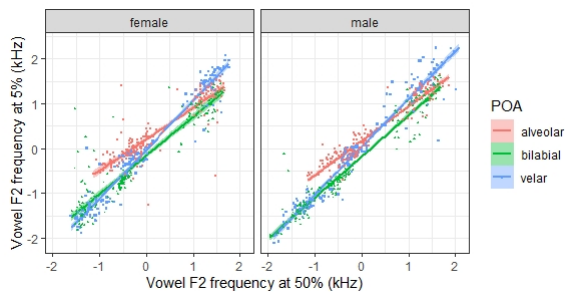 female
male
Vowel F2 frequency at 5% (kHz)
2
1
0
-1
-2
-2
-1
0
1
2
-2
-1
0
1
2
Vowel F2 frequency at 50% (kHz)
POA
alveolar
bilabial
velar